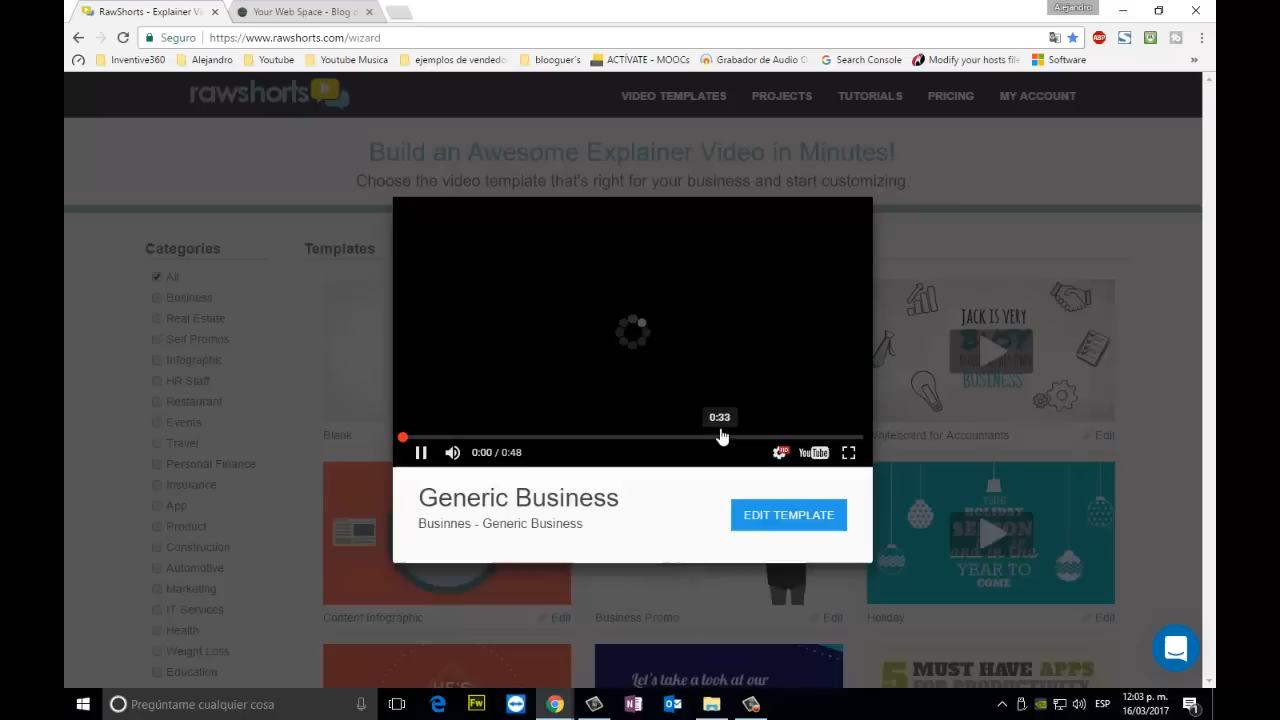 RawShorts - Explainer Vi
Your Web Space - Blog d
Alejandro
Seguro
https://www.rawshorts.com/wizard
Inventive360
Alejandro
Youtube
Youtube Musica
ejemplos de vendedo
blooguer's
ACTÍVATE - MOOCs
Grabador de Audio O
Search Console
Modify your hosts file
Software
rawshorts
VIDEO TEMPLATES
PROJECTS
TUTORIALS
PRICING
MY ACCOUNT
Build an Awesome Explainer Video in Minutes!
Choose the video template that's right for your business and start customizing.
Categories
All
Business
Real Estate
Self Promos
Infographic
HR Staff
Restaurant
Events
Travel
Personal Finance
Insurance
App
Product
Construction
Automotive
Marketing
IT Services
Health
Weight Loss
Education
Templates
JACK IS VERY
BUSINESS
Blank
Whiteboard for Accountants
Edit
0:33
0:00 / 0:48
HD
YouTube
Generic Business
Businnes - Generic Business
EDIT TEMPLATE
THIS
HOLIDAY
SEASON
and in the
YEAR TO
COME
Content Infographic
Edit
Business Promo
Edit
Holiday
Edit
HE'S
Let's take a look at our
5 MUST HAVE APPS
FOR PRODUCTIVITY
Pregúntame cualquier cosa
Fw
ESP
12:03 p. m.
16/03/2017